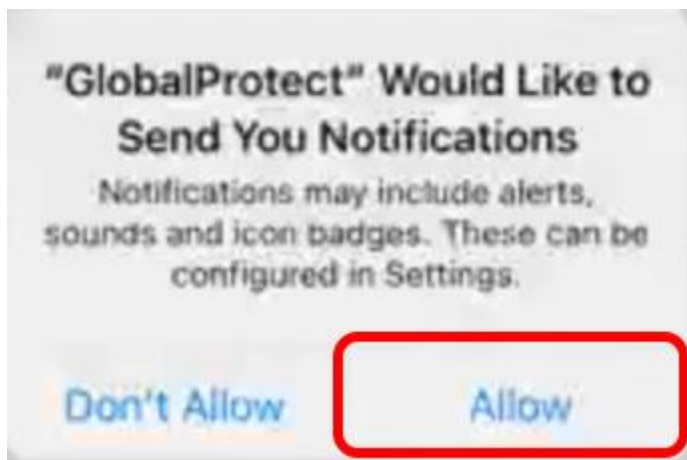 "GlobalProtect" Would Like to
Send You Notifications
Notifications may include alerts,
sounds and icon badges. These can be
configured in Settings.
Don't Allow
Allow